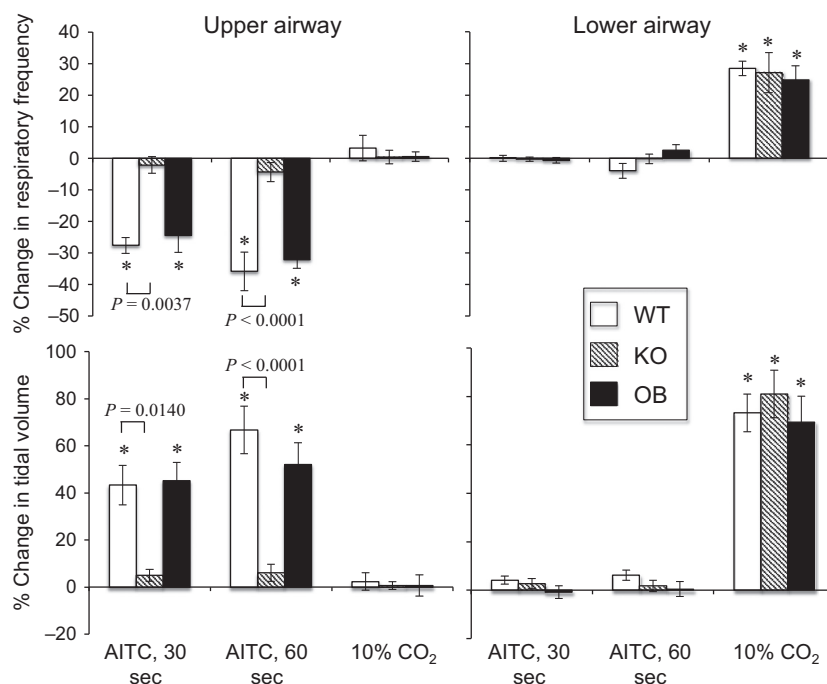 Upper airway
Lower airway
% Change in respiratory frequency
40
30
20
10
0
–10
–20
–30
–40
–50
* * *
* *
* *
P = 0.0037
P < 0.0001
WT
KO
OB
% Change in tidal volume
100
80
60
40
20
0
–20
P < 0.0001
P = 0.0140
* *
* *
* * *
AITC, 30 sec
AITC, 60 sec
10% CO₂
AITC, 30 sec
AITC, 60 sec
10% CO₂